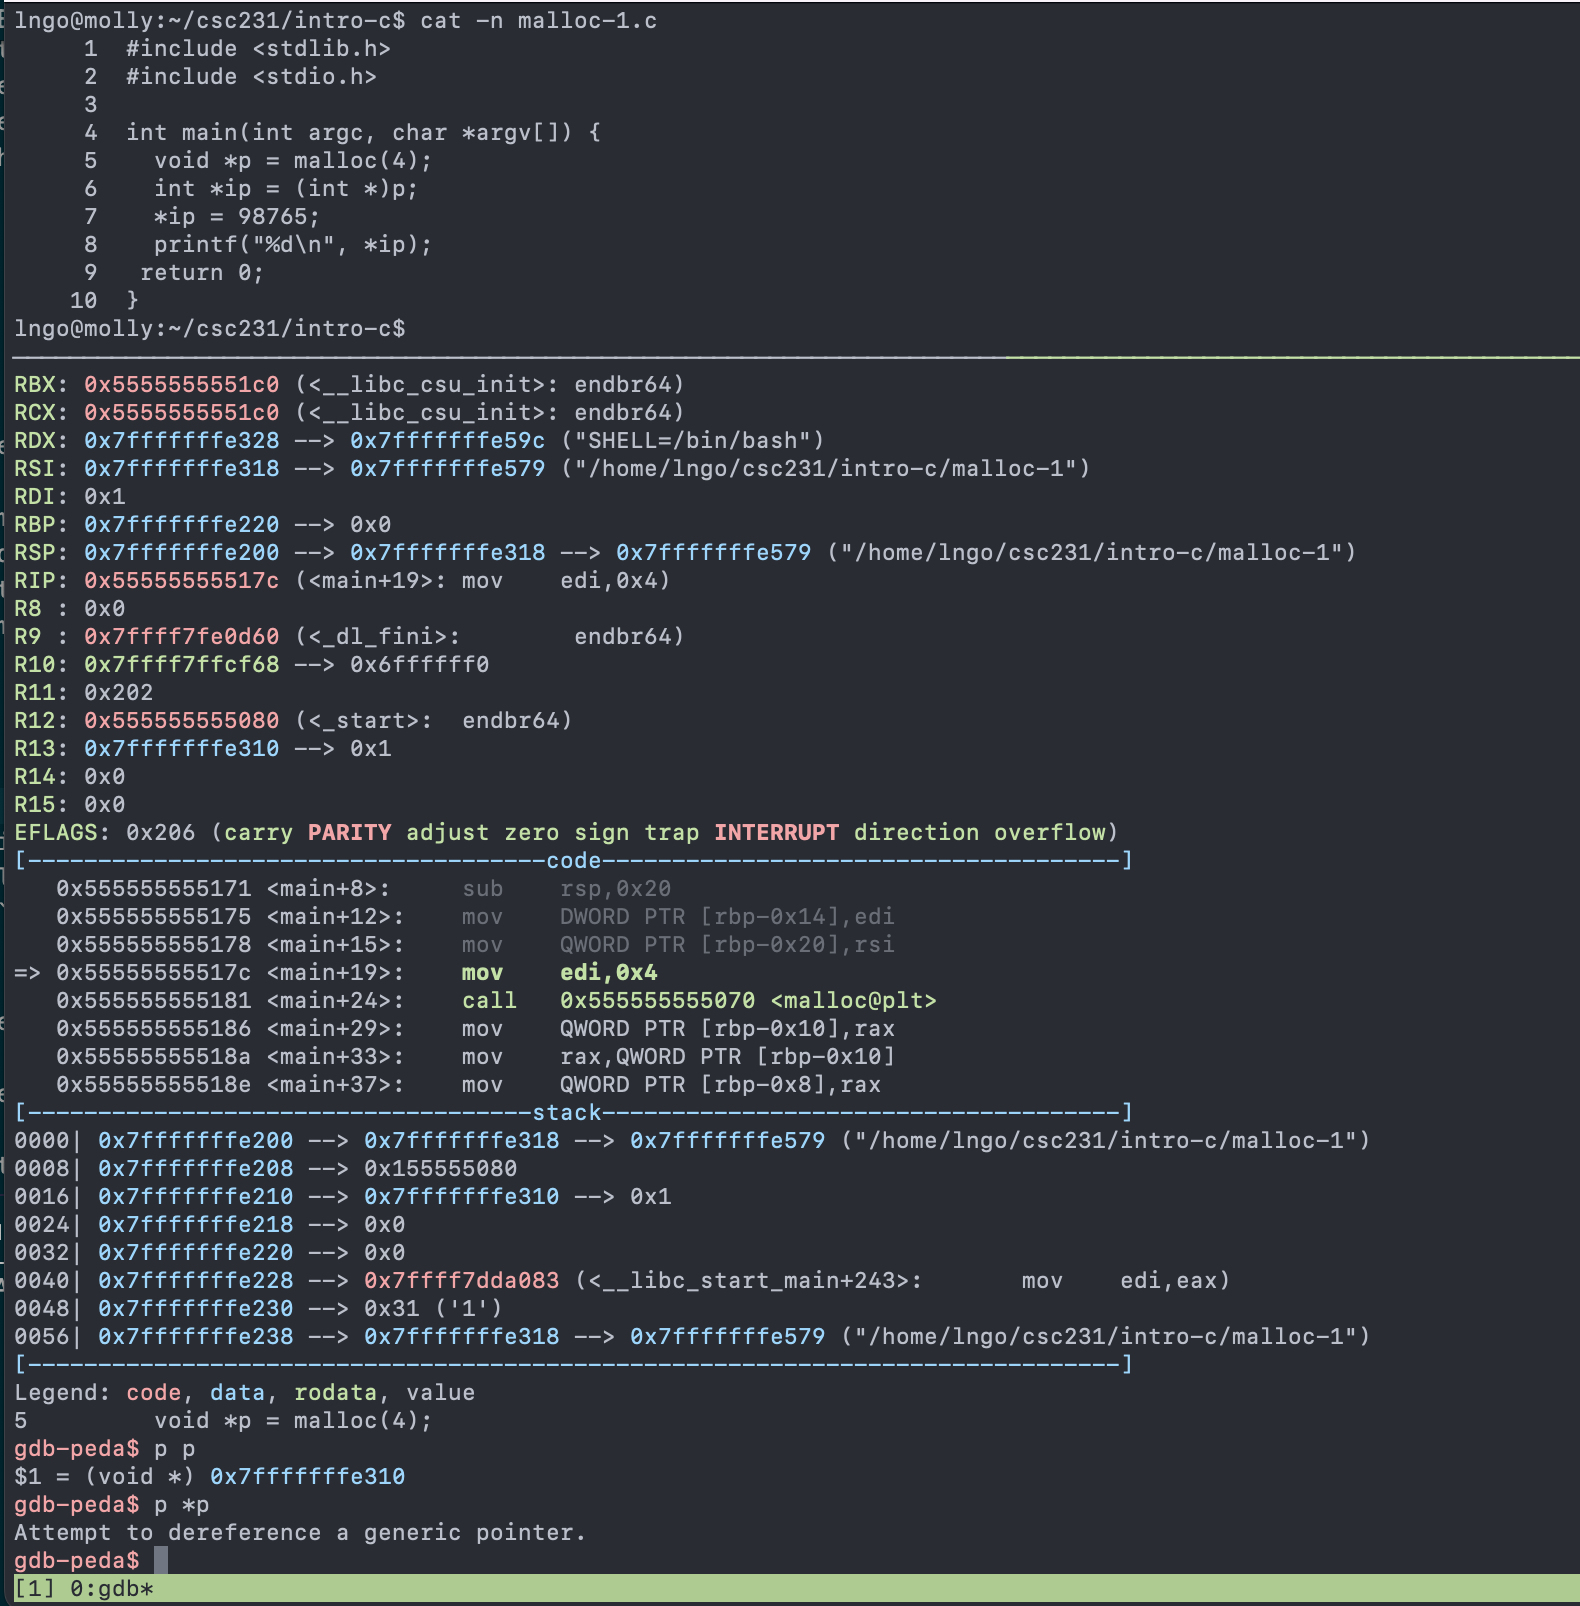 lngo@molly:~/csc231/intro-c$ cat -n malloc-1.c
     1  #include <stdlib.h>
     2  #include <stdio.h>
     3
     4  int main(int argc, char *argv[]) {
     5    void *p = malloc(4);
     6    int *ip = (int *)p;
     7    *ip = 98765;
     8    printf("%d\n", *ip);
     9   return 0;
    10  }
lngo@molly:~/csc231/intro-c$
RBX: 0x5555555551c0 (<__libc_csu_init>: endbr64)
RCX: 0x5555555551c0 (<__libc_csu_init>: endbr64)
RDX: 0x7fffffffe328 --> 0x7fffffffe59c ("SHELL=/bin/bash")
RSI: 0x7fffffffe318 --> 0x7fffffffe579 ("/home/lngo/csc231/intro-c/malloc-1")
RDI: 0x1
RBP: 0x7fffffffe220 --> 0x0
RSP: 0x7fffffffe200 --> 0x7fffffffe318 --> 0x7fffffffe579 ("/home/lngo/csc231/intro-c/malloc-1")
RIP: 0x55555555517c (<main+19>: mov    edi,0x4)
R8 : 0x0
R9 : 0x7ffff7fe0d60 (<_dl_fini>:        endbr64)
R10: 0x7ffff7ffcf68 --> 0x6ffffff0
R11: 0x202
R12: 0x555555555080 (<_start>:  endbr64)
R13: 0x7fffffffe310 --> 0x1
R14: 0x0
R15: 0x0
EFLAGS: 0x206 (carry PARITY adjust zero sign trap INTERRUPT direction overflow)
[-------------------------------------code-------------------------------------]
   0x555555555171 <main+8>:     sub    rsp,0x20
   0x555555555175 <main+12>:    mov    DWORD PTR [rbp-0x14],edi
   0x555555555178 <main+15>:    mov    QWORD PTR [rbp-0x20],rsi
=> 0x55555555517c <main+19>:    mov    edi,0x4
   0x555555555181 <main+24>:    call   0x555555555070 <malloc@plt>
   0x555555555186 <main+29>:    mov    QWORD PTR [rbp-0x10],rax
   0x55555555518a <main+33>:    mov    rax,QWORD PTR [rbp-0x10]
   0x55555555518e <main+37>:    mov    QWORD PTR [rbp-0x8],rax
[------------------------------------stack-------------------------------------]
0000| 0x7fffffffe200 --> 0x7fffffffe318 --> 0x7fffffffe579 ("/home/lngo/csc231/intro-c/malloc-1")
0008| 0x7fffffffe208 --> 0x155555080
0016| 0x7fffffffe210 --> 0x7fffffffe310 --> 0x1
0024| 0x7fffffffe218 --> 0x0
0032| 0x7fffffffe220 --> 0x0
0040| 0x7fffffffe228 --> 0x7ffff7dda083 (<__libc_start_main+243>:       mov    edi,eax)
0048| 0x7fffffffe230 --> 0x31 ('1')
0056| 0x7fffffffe238 --> 0x7fffffffe318 --> 0x7fffffffe579 ("/home/lngo/csc231/intro-c/malloc-1")
[------------------------------------------------------------------------------]
Legend: code, data, rodata, value
5         void *p = malloc(4);
gdb-peda$ p p
$1 = (void *) 0x7fffffffe310
gdb-peda$ p *p
Attempt to dereference a generic pointer.
gdb-peda$
[1] 0:gdb*